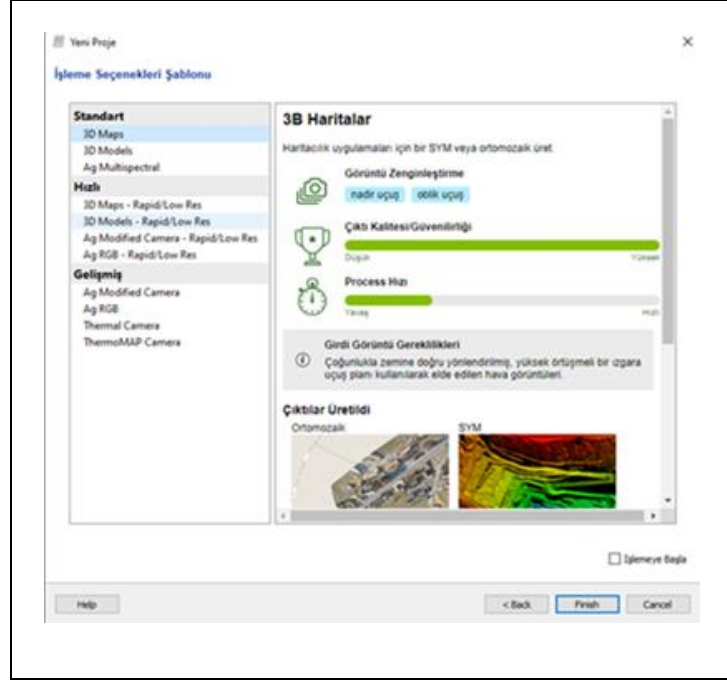 Yeni Proje
İşleme Seçenekleri Şablonu
Standart
3D Maps
3D Models
Ag Multispectral
Hızlı
3D Maps - Rapid/Low Res
3D Models - Rapid/Low Res
Ag Modified Camera - Rapid/Low Res
Ag RGB - Rapid/Low Res
Gelişmiş
Ag Modified Camera
Ag RGB
Thermal Camera
ThermoMAP Camera
3B Haritalar
Haritacılık uygulamaları için bir SYM veya ortomozaik üret.
Görüntü Zenginleştirme
nadir uçuş oblik uçuş
Çıktı Kalitesi/Güvenilirliği
Düşük Yüksek
Process Hızı
Yavaş Hızlı
Girdi Görüntü Gereklilikleri
Çoğunlukla zemine doğru yönlendirilmiş, yüksek örtüşmeli bir ızgara
uçuş planı kullanılarak elde edilen hava görüntüleri.
Çıktılar Üretildi
Ortomozaik SYM
İşlemeye Başla
Help < Back Finish Cancel